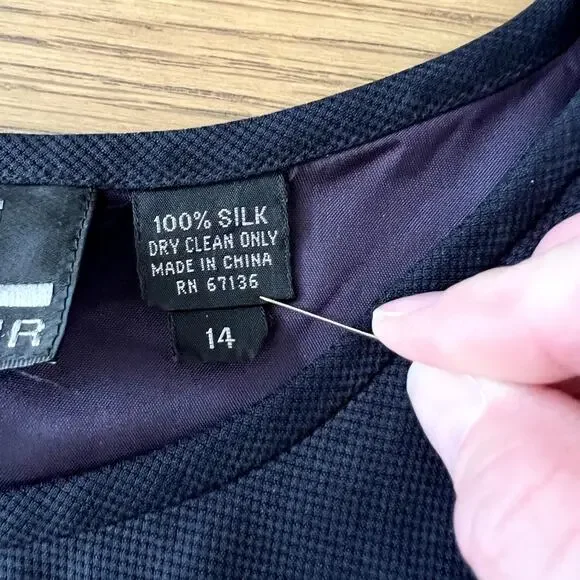 100% SILK
DRY CLEAN ONLY
MADE IN CHINA
RN 67136
14